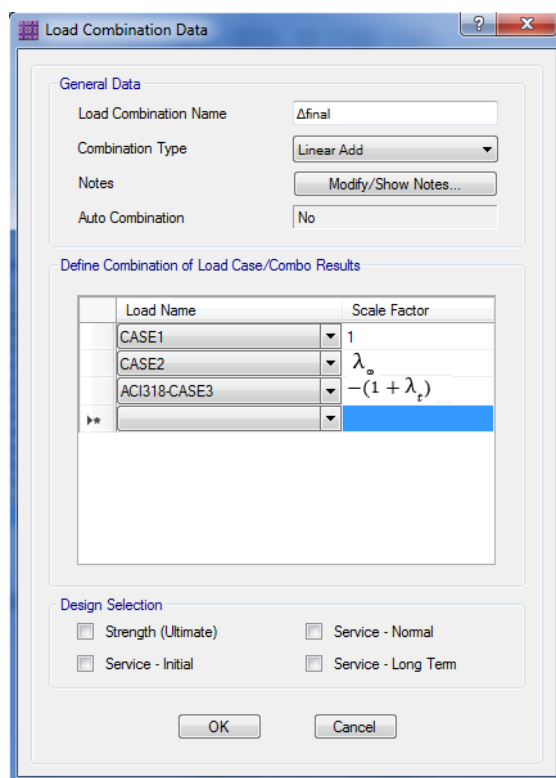 Load Combination Data
?
X
General Data
Load Combination Name Δfinal
Combination Type Linear Add
Notes Modify/Show Notes...
Auto Combination No
Define Combination of Load Case/Combo Results
Load Name Scale Factor
CASE1 1
CASE2 λ∞
ACI318-CASE3 −(1 + λt)
Design Selection
Strength (Ultimate) Service - Normal
Service - Initial Service - Long Term
OK Cancel